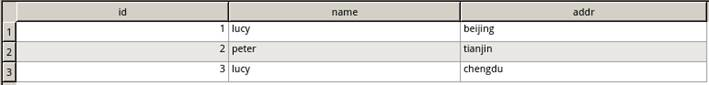 id name addr
1 1 lucy beijing
2 2 peter tianjin
3 3 lucy chengdu